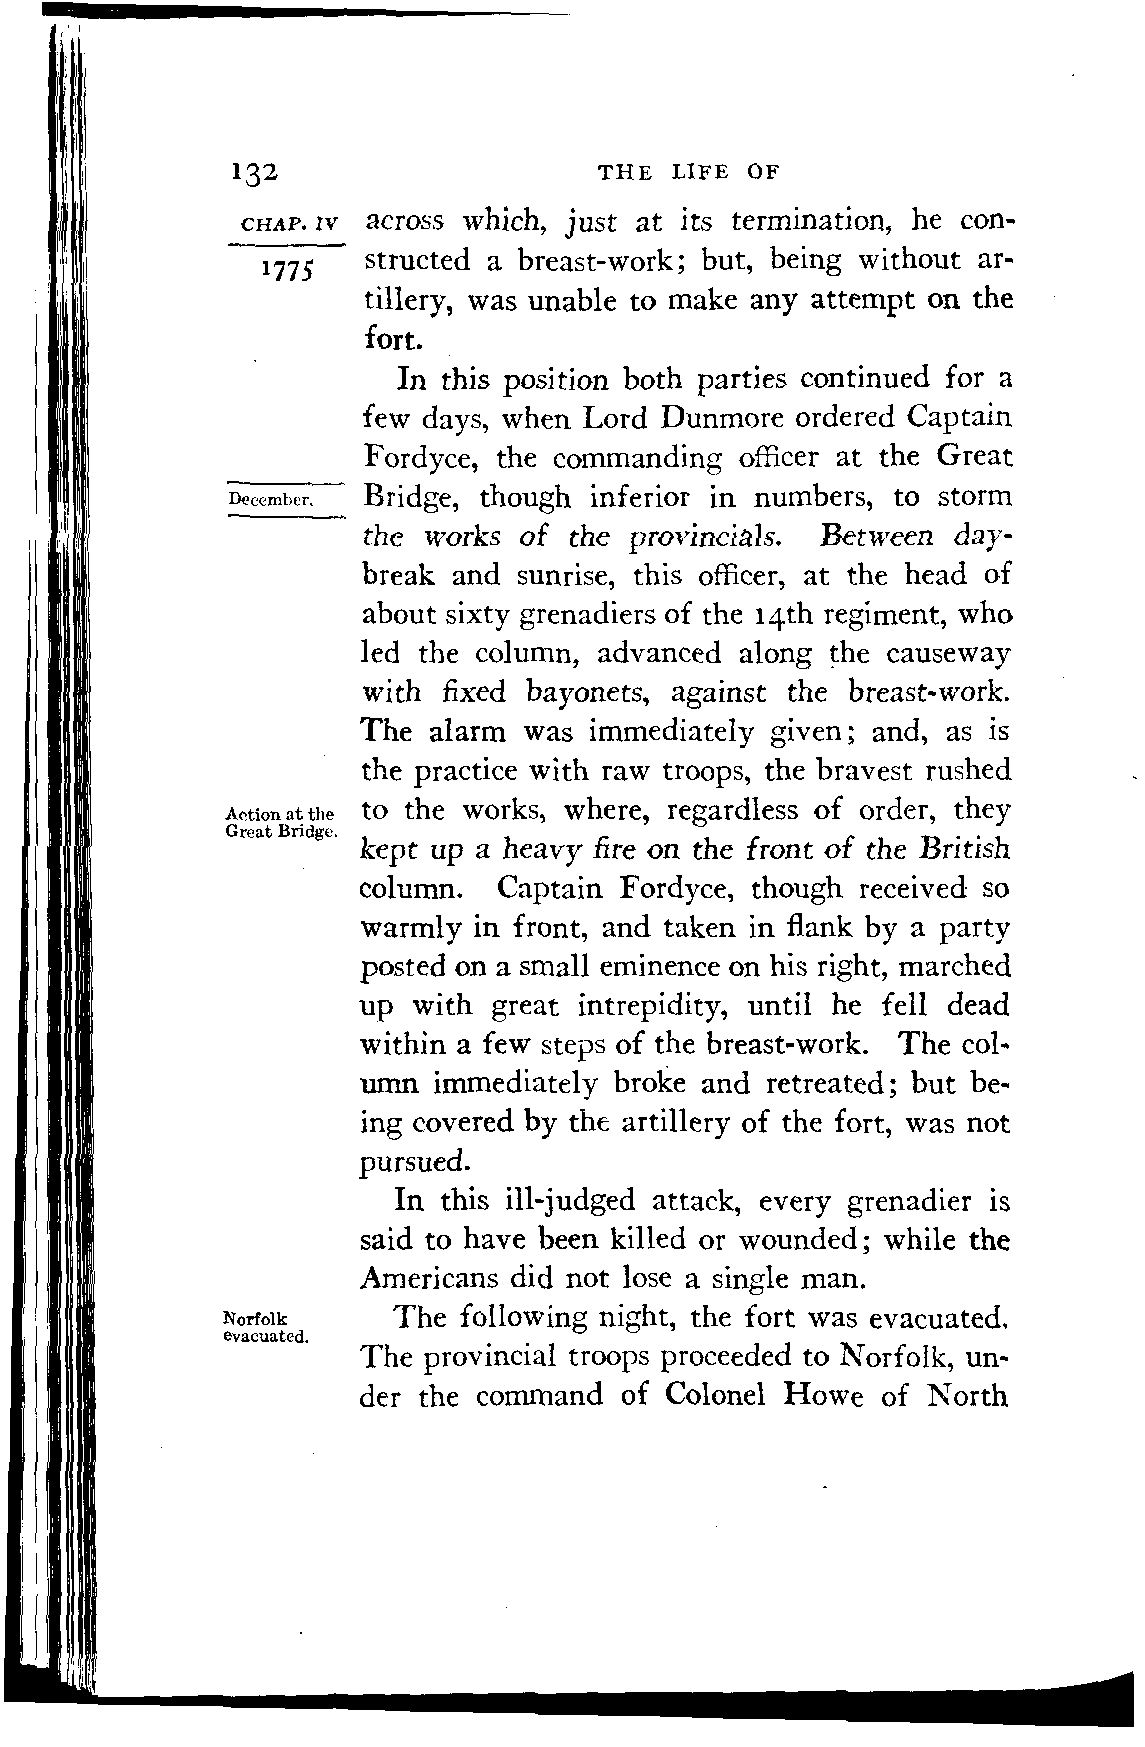 132 THE LIFE OF
CHAP. IV across which, just at its termination, he con-
1775 structed a breast-work; but, being without ar-
tillery, was unable to make any attempt on the
fort.
In this position both parties continued for a
few days, when Lord Dunmore ordered Captain
Fordyce, the commanding officer at the Great
December. Bridge, though inferior in numbers, to storm
the works of the provincials. Between day-
break and sunrise, this officer, at the head of
about sixty grenadiers of the 14th regiment, who
led the column, advanced along the causeway
with fixed bayonets, against the breast-work.
The alarm was immediately given; and, as is
the practice with raw troops, the bravest rushed
Action at the to the works, where, regardless of order, they
Great Bridge.
kept up a heavy fire on the front of the British
column. Captain Fordyce, though received so
warmly in front, and taken in flank by a party
posted on a small eminence on his right, marched
up with great intrepidity, until he fell dead
within a few steps of the breast-work. The col-
umn immediately broke and retreated; but be-
ing covered by the artillery of the fort, was not
pursued.
In this ill-judged attack, every grenadier is
said to have been killed or wounded; while the
Americans did not lose a single man.
Norfolk The following night, the fort was evacuated.
evacuated.
The provincial troops proceeded to Norfolk, un-
der the command of Colonel Howe of North